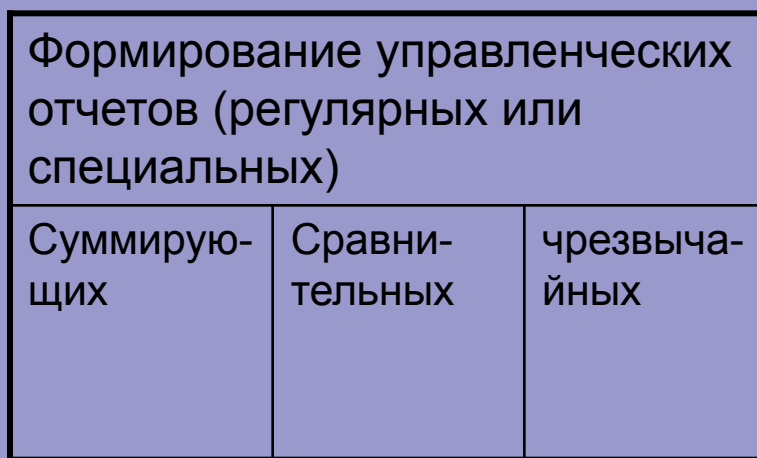 Формирование управленческих
отчетов (регулярных или
специальных)
Суммирую-
щих
Сравни-
тельных
чрезвыча-
йных